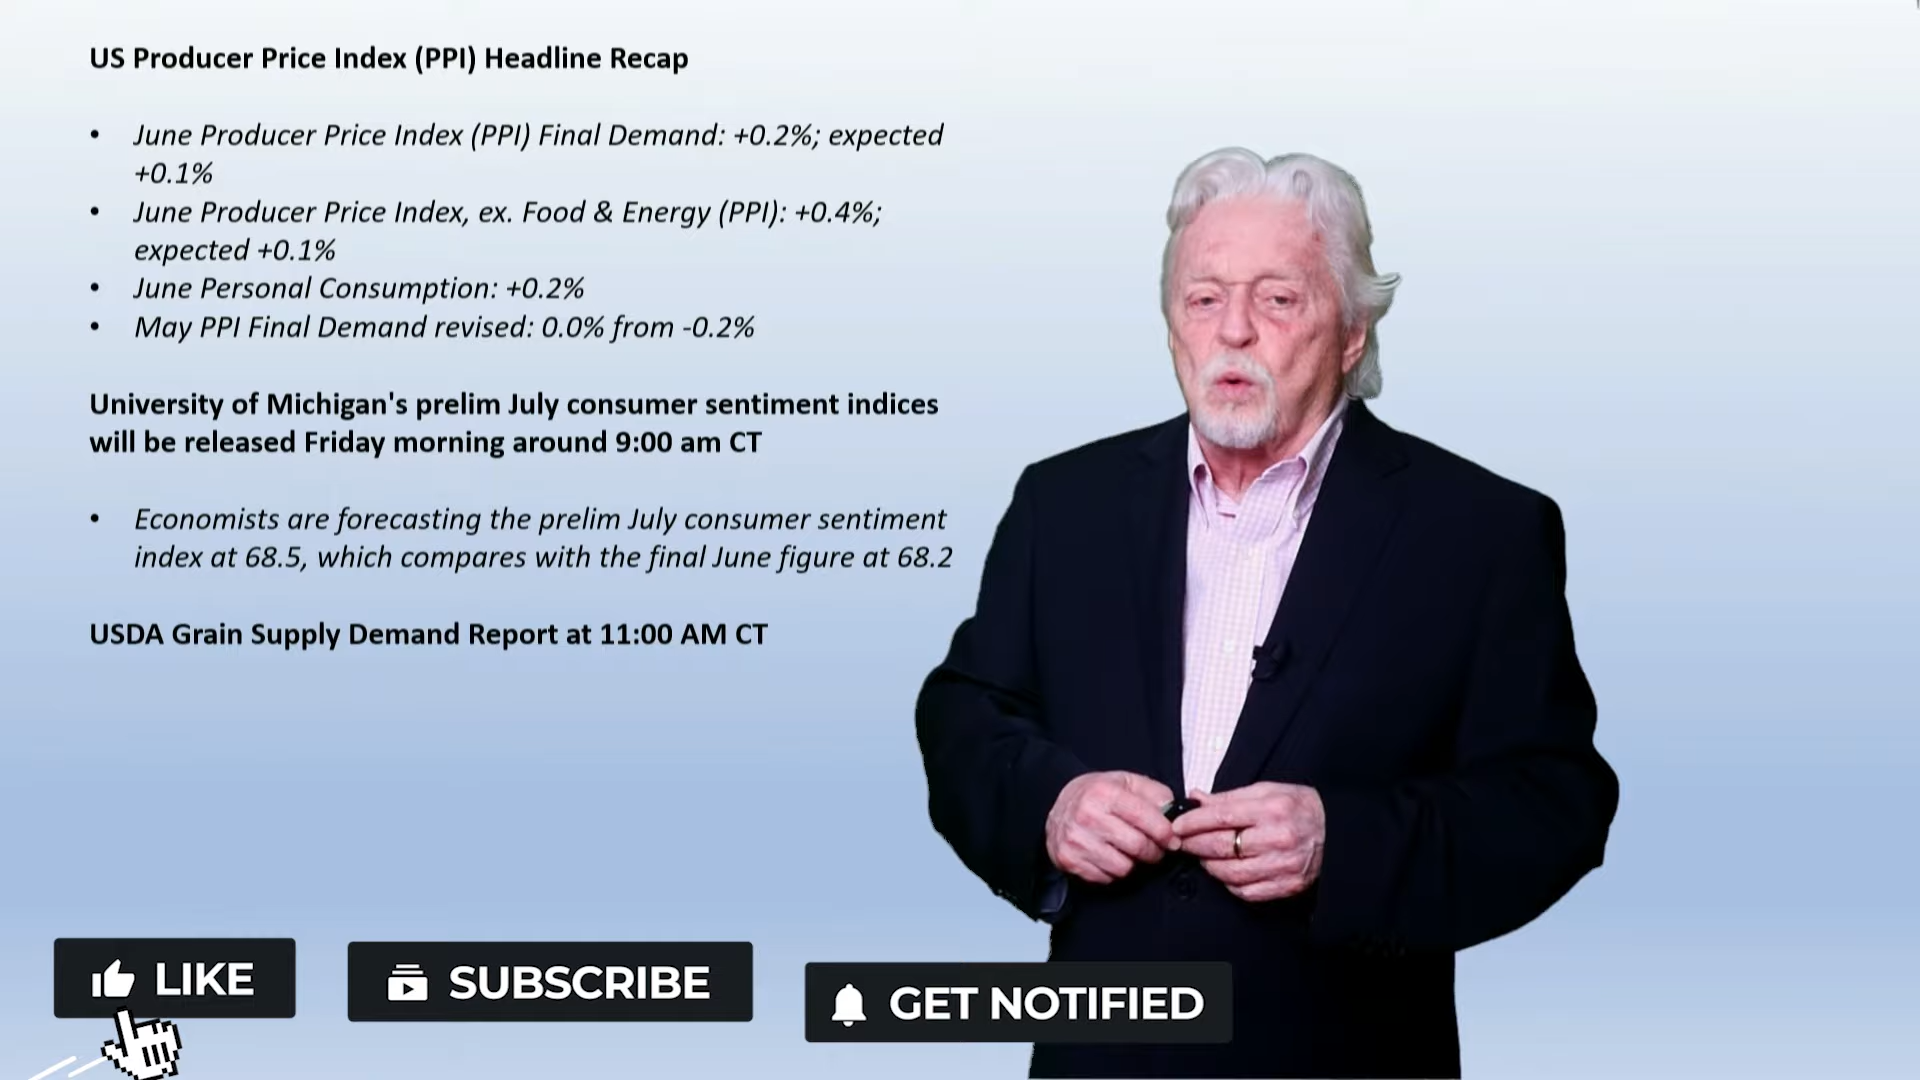 US Producer Price Index (PPI) Headline Recap
• June Producer Price Index (PPI) Final Demand: +0.2%; expected
+0.1%
• June Producer Price Index, ex. Food & Energy (PPI): +0.4%;
expected +0.1%
• June Personal Consumption: +0.2%
• May PPI Final Demand revised: 0.0% from -0.2%
University of Michigan's prelim July consumer sentiment indices
will be released Friday morning around 9:00 am CT
• Economists are forecasting the prelim July consumer sentiment
index at 68.5, which compares with the final June figure at 68.2
USDA Grain Supply Demand Report at 11:00 AM CT
LIKE
SUBSCRIBE
GET NOTIFIED